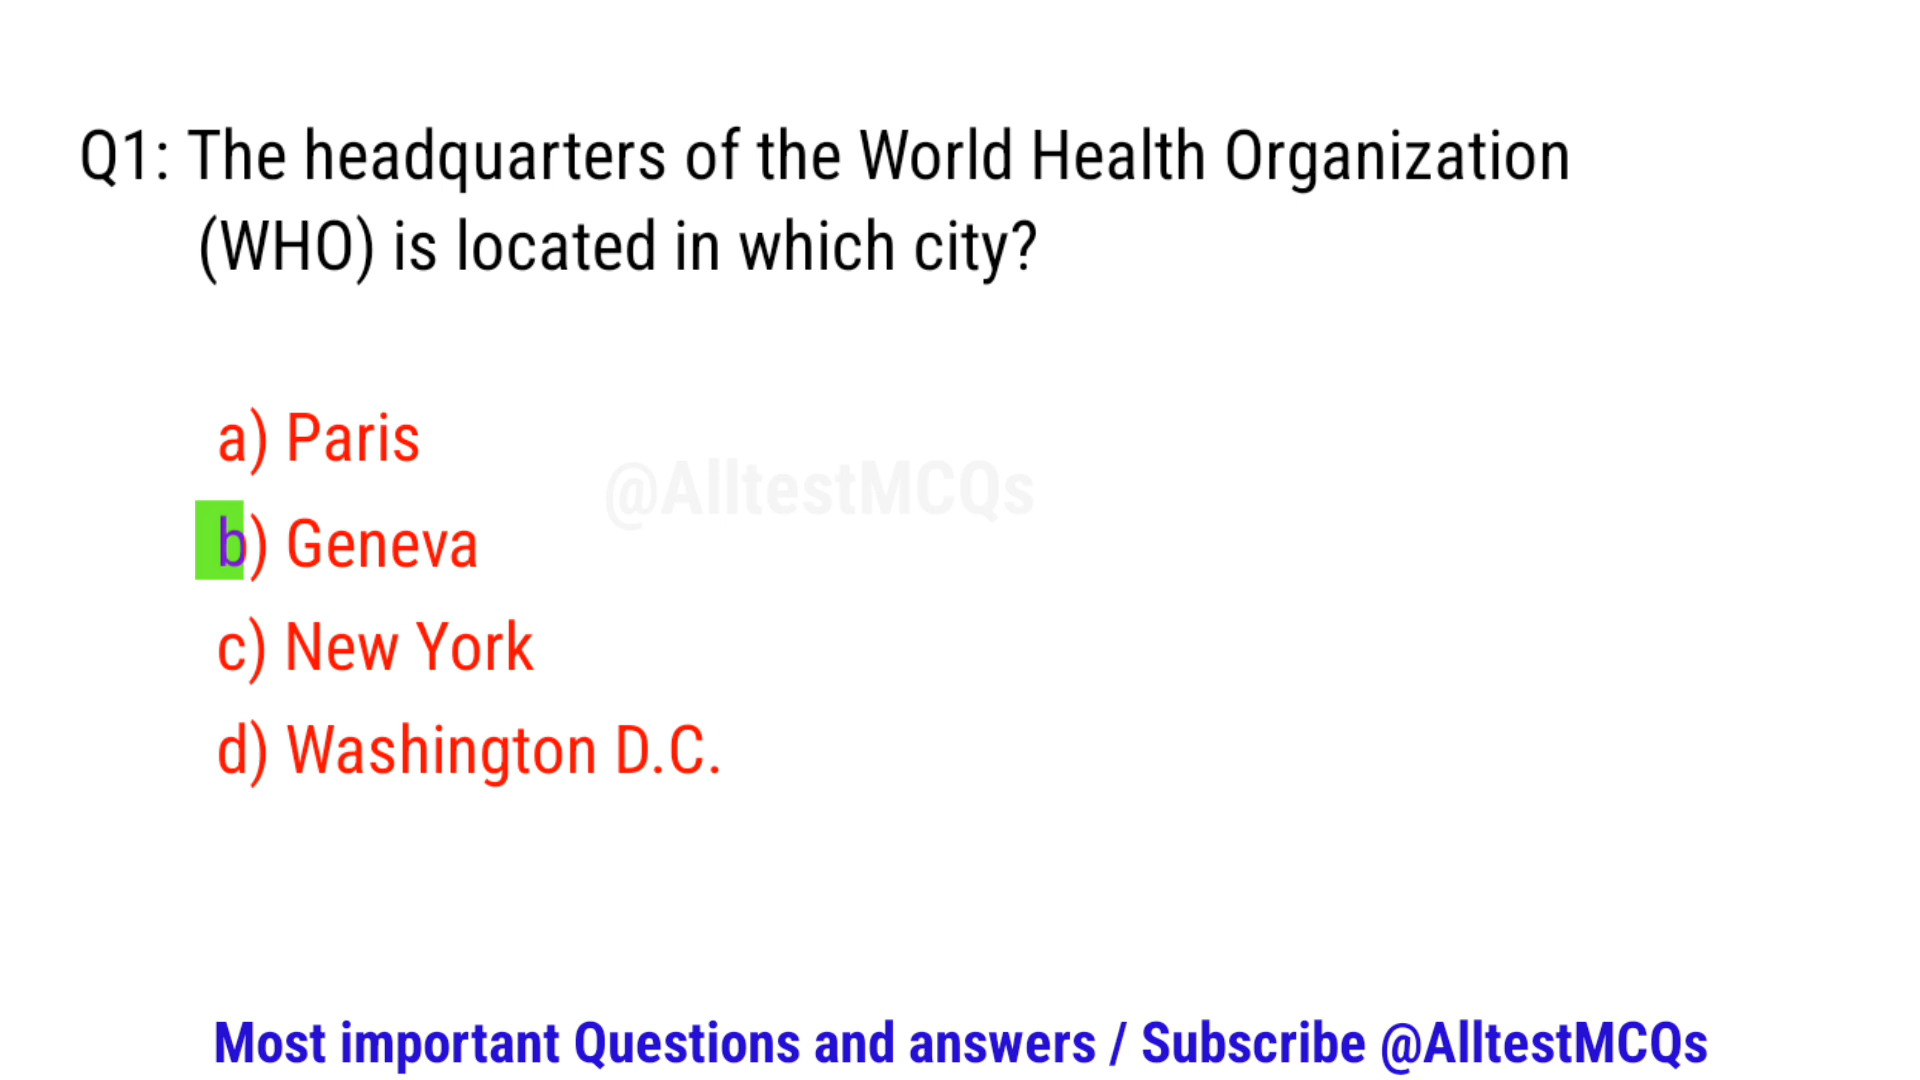 Q1: The headquarters of the World Health Organization
(WHO) is located in which city?
a) Paris
@AlltestMCQs
b) Geneva
c) New York
d) Washington D.C.
Most important Questions and answers / Subscribe @AlltestMCQs